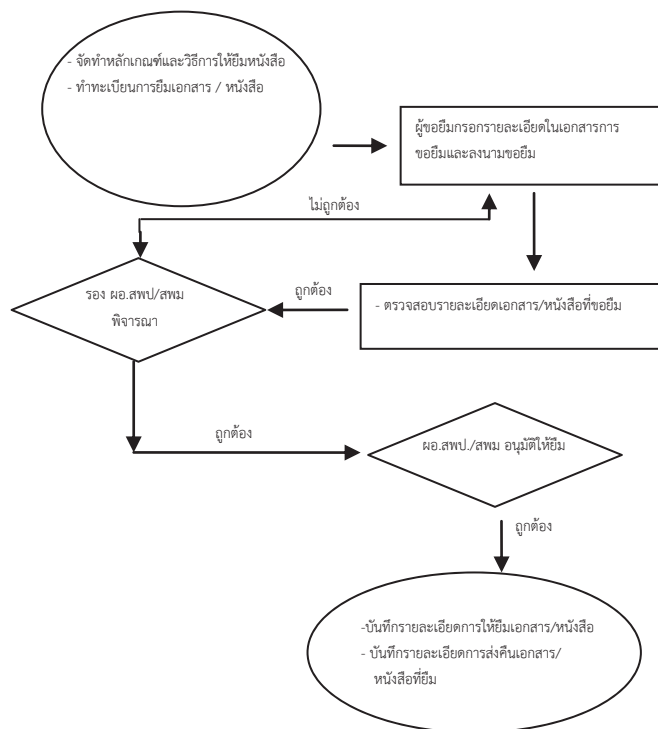 - จัดทำหลักเกณฑ์และวิธีการให้ยืมหนังสือ
- ทำทะเบียนการยืมเอกสาร / หนังสือ
ผู้ขอยืมกรอกรายละเอียดในเอกสารการ
ขอยืมและลงนามขอยืม
ไม่ถูกต้อง
รอง ผอ.สพป/สพม
พิจารณา
ถูกต้อง
- ตรวจสอบรายละเอียดเอกสาร/หนังสือที่ขอยืม
ถูกต้อง
ผอ.สพป./สพม อนุมัติให้ยืม
ถูกต้อง
-บันทึกรายละเอียดการให้ยืมเอกสาร/หนังสือ
- บันทึกรายละเอียดการส่งคืนเอกสาร/
หนังสือที่ยืม